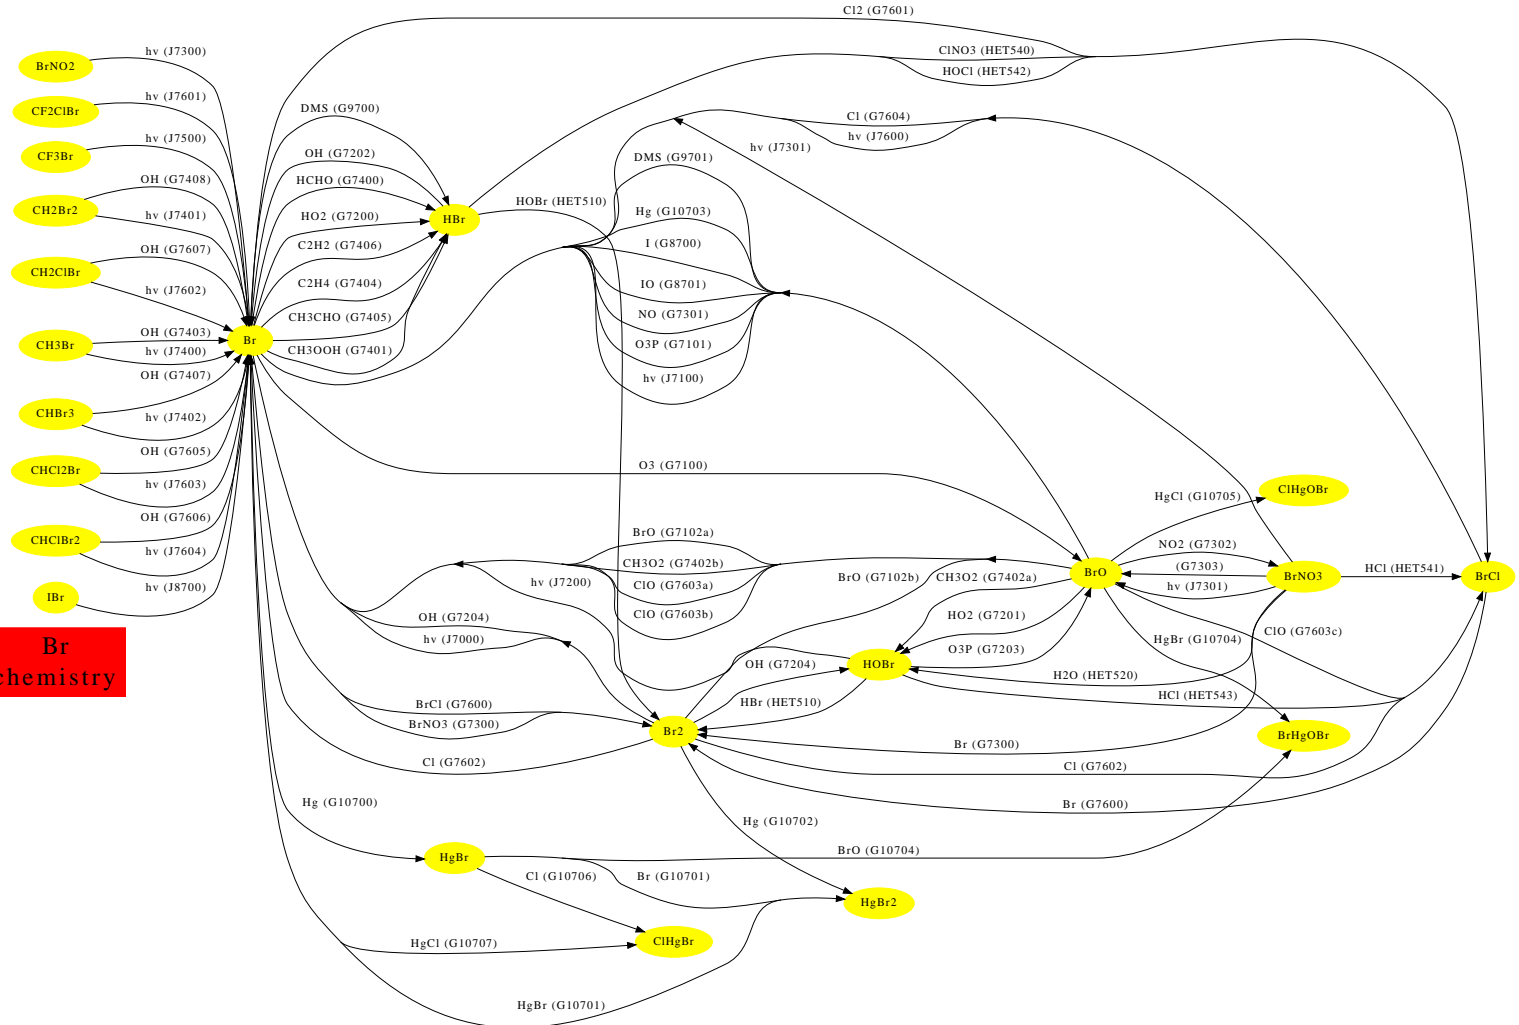 Cl2 (G7601)
BrNO2
hv (J7300)
ClNO3 (HET540)
HOCl (HET542)
CF2ClBr
hv (J7601)
DMS (G9700)
Cl (G7604)
hv (J7600)
hv (J7301)
CF3Br
hv (J7500)
OH (G7202)
DMS (G9701)
CH2Br2
OH (G7408)
hv (J7401)
HCHO (G7400)
HO2 (G7200)
HBr
HOBr (HET510)
Hg (G10703)
C2H2 (G7406)
I (G8700)
CH2ClBr
OH (G7607)
hv (J7602)
C2H4 (G7404)
IO (G8701)
CH3CHO (G7405)
NO (G7301)
CH3Br
OH (G7403)
hv (J7400)
Br
CH3OOH (G7401)
O3P (G7101)
OH (G7407)
hv (J7100)
CHBr3
hv (J7402)
OH (G7605)
CHCl2Br
hv (J7603)
O3 (G7100)
ClHgOBr
HgCl (G10705)
OH (G7606)
CHClBr2
hv (J7604)
BrO (G7102a)
NO2 (G7302)
CH3O2 (G7402b)
(G7303)
hv (J8700)
hv (J7200)
ClO (G7603a)
BrO (G7102b)
CH3O2 (G7402a)
BrO
hv (J7301)
BrNO3
HCl (HET541)
BrCl
IBr
ClO (G7603b)
OH (G7204)
hv (J7000)
HO2 (G7201)
HgBr (G10704)
ClO (G7603c)
Br
chemistry
O3P (G7203)
OH (G7204)
HOBr
H2O (HET520)
HCl (HET543)
BrCl (G7600)
BrNO3 (G7300)
HBr (HET510)
Br2
BrHgOBr
Br (G7300)
Cl (G7602)
Cl (G7602)
Hg (G10700)
Br (G7600)
Hg (G10702)
HgBr
BrO (G10704)
Cl (G10706)
Br (G10701)
HgBr2
HgCl (G10707)
ClHgBr
HgBr (G10701)